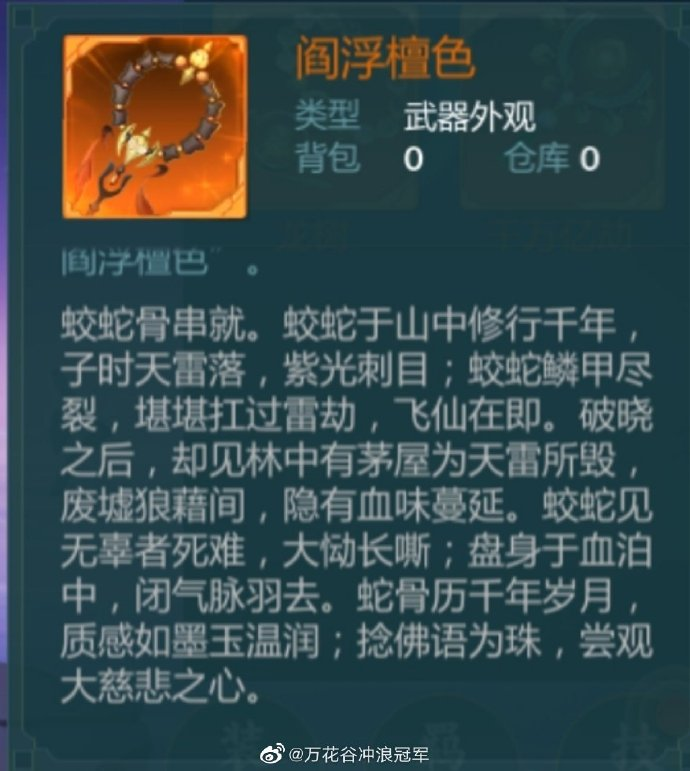 阎浮檀色
类型 武器外观
背包 0 仓库 0
阎浮檀色”。
蛟蛇骨串就。蛟蛇于山中修行千年，
子时天雷落，紫光刺目；蛟蛇鳞甲尽
裂，堪堪扛过雷劫，飞仙在即。破晓
之后，却见林中有茅屋为天雷所毁，
废墟狼藉间，隐有血味蔓延。蛟蛇见
无辜者死难，大恸长嘶；盘身于血泊
中，闭气脉羽去。蛇骨历千年岁月，
质感如墨玉温润；捻佛语为珠，尝观
大慈悲之心。
@万花谷冲浪冠军